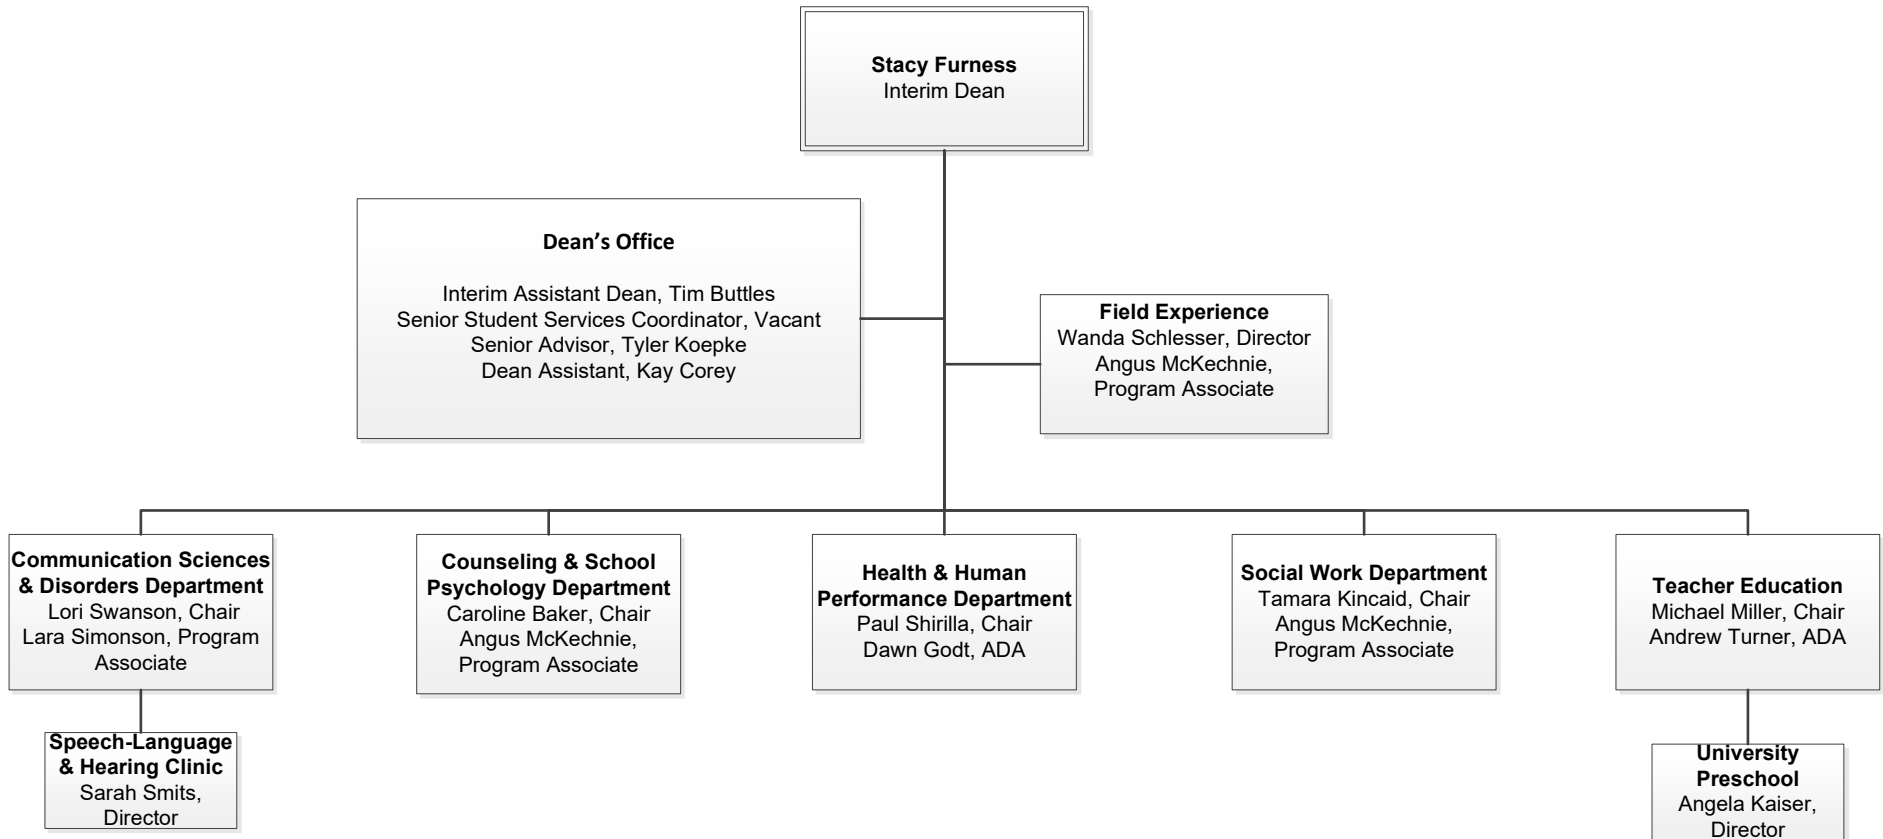 Stacy Furness
Interim Dean
Dean’s Office
Interim Assistant Dean, Tim Buttles
Senior Student Services Coordinator, Vacant
Senior Advisor, Tyler Koepke
Dean Assistant, Kay Corey
Field Experience
Wanda Schlesser, Director
Angus McKechnie,
Program Associate
Communication Sciences
& Disorders Department
Lori Swanson, Chair
Lara Simonson, Program
Associate
Counseling & School
Psychology Department
Caroline Baker, Chair
Angus McKechnie,
Program Associate
Health & Human
Performance Department
Paul Shirilla, Chair
Dawn Godt, ADA
Social Work Department
Tamara Kincaid, Chair
Angus McKechnie,
Program Associate
Teacher Education
Michael Miller, Chair
Andrew Turner, ADA
Speech-Language
& Hearing Clinic
Sarah Smits,
Director
University
Preschool
Angela Kaiser,
Director